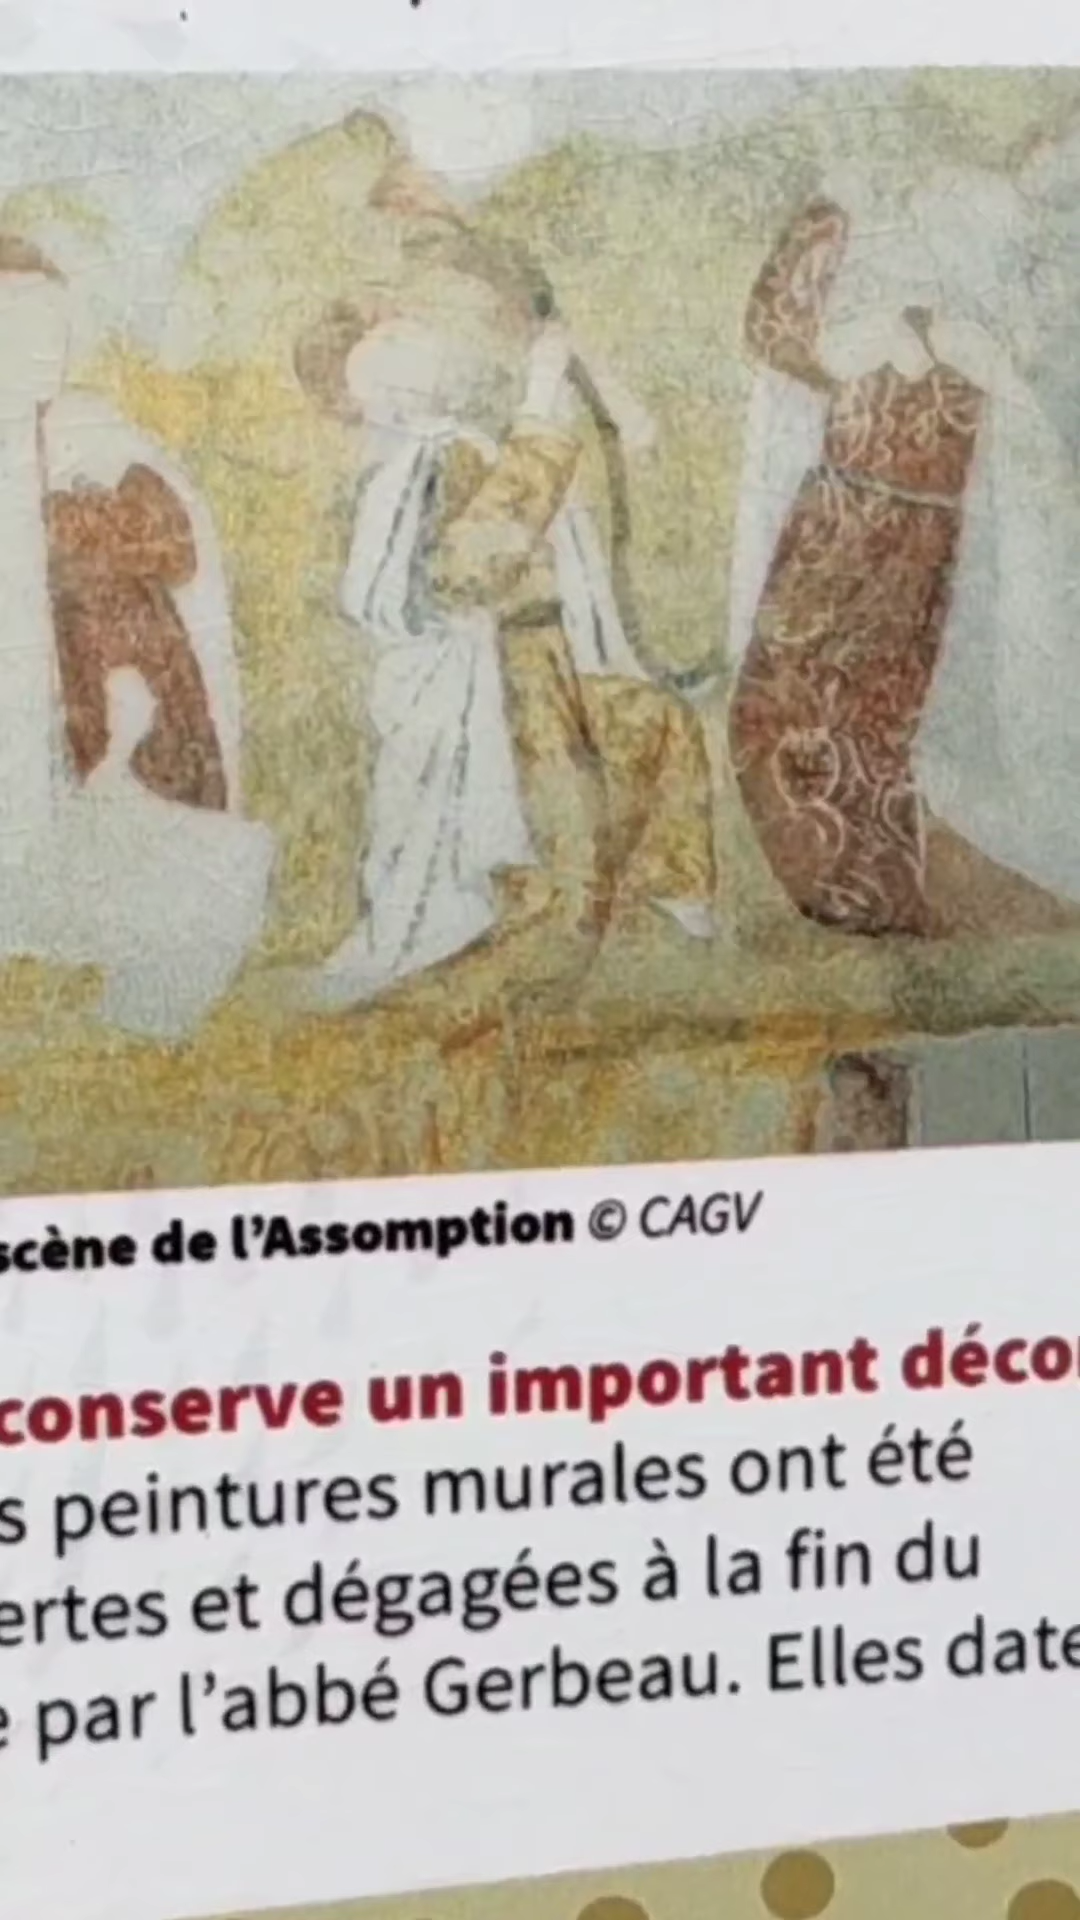 scène de l’Assomption © CAGV
conserve un important décor
s peintures murales ont été
ertes et dégagées à la fin du
e par l’abbé Gerbeau. Elles date